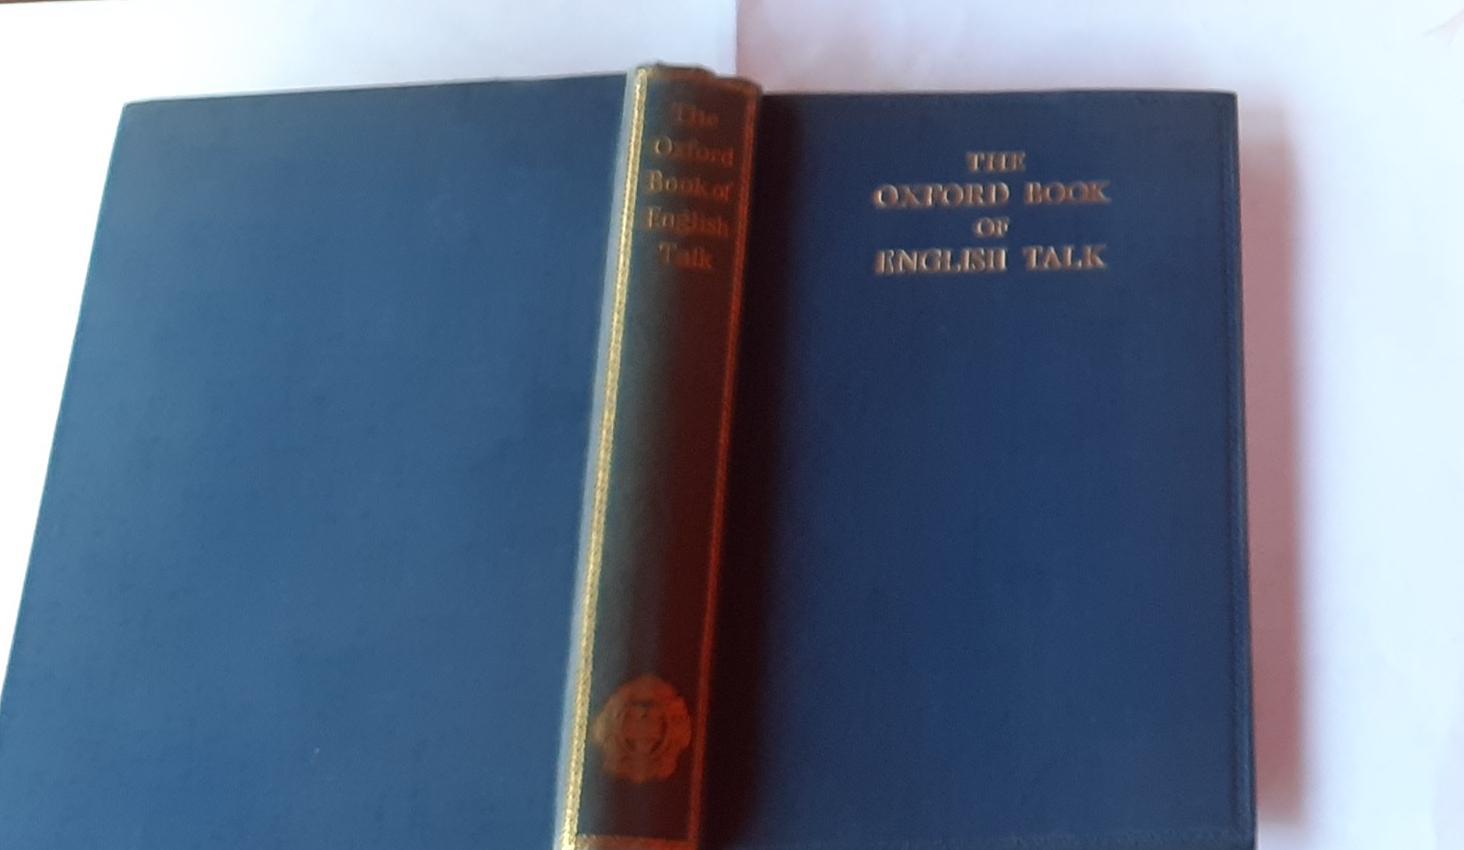 The
Oxford
Book of
English
Talk
THE
OXFORD BOOK
OF
ENGLISH TALK